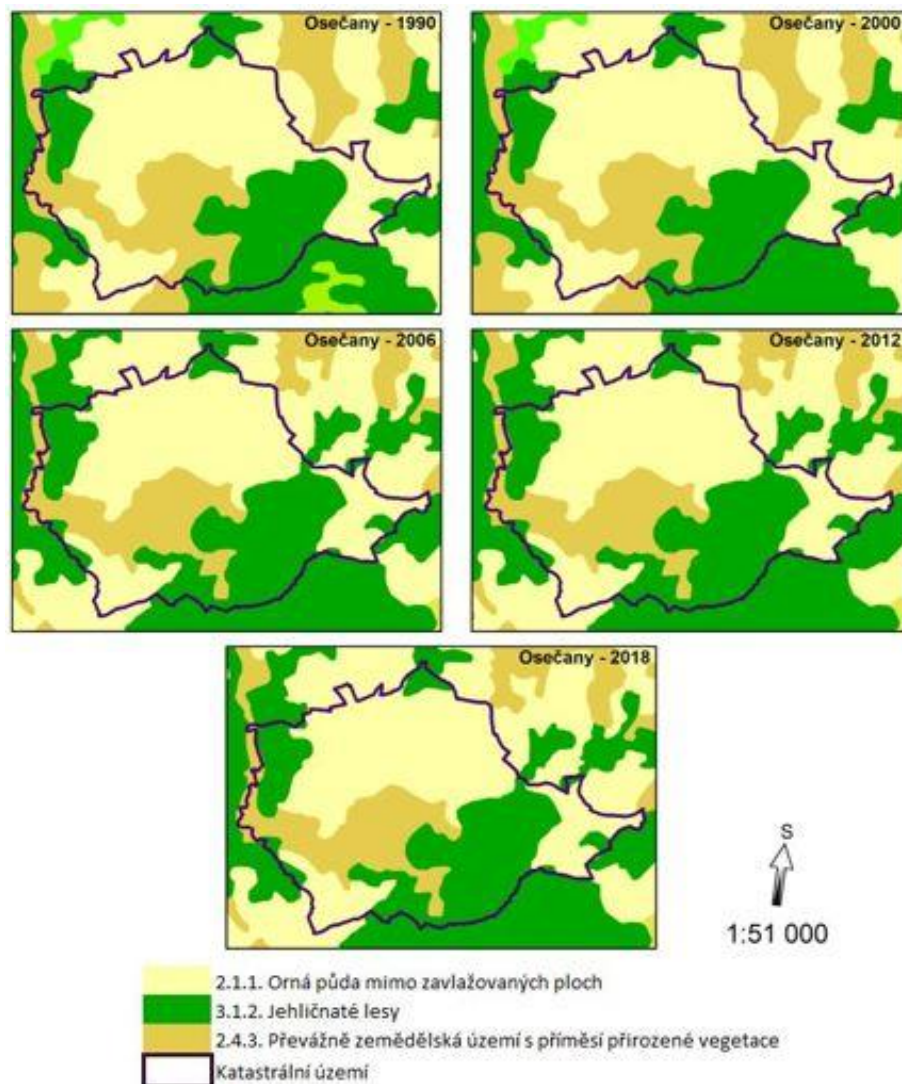 Osečany - 1990
Osečany - 2000
Osečany - 2006
Osečany - 2012
Osečany - 2018
S
1:51 000
2.1.1. Orná půda mimo zavlažovaných ploch
3.1.2. Jehličnaté lesy
2.4.3. Převážně zemědělská území s příměsí přirozené vegetace
Katastrální území